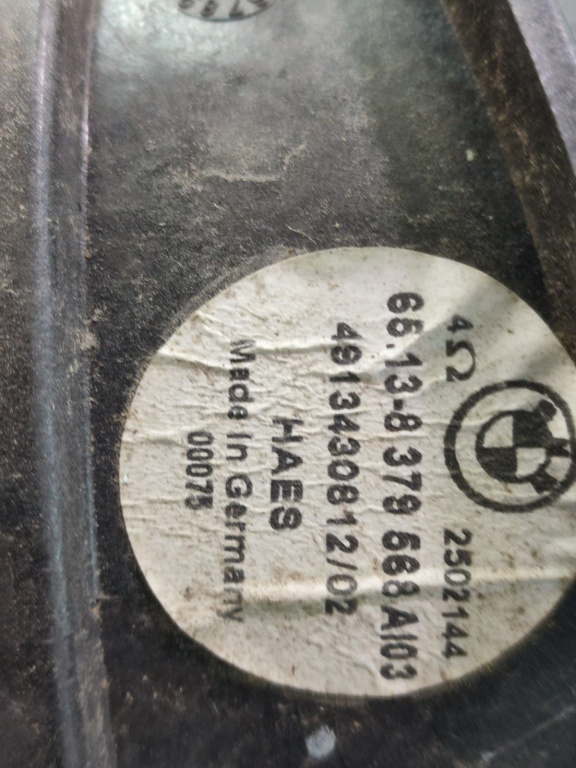 4Ω 2502144
65.13-8 379 568 AI03
4913430812/02
HAES
Made in Germany
00075